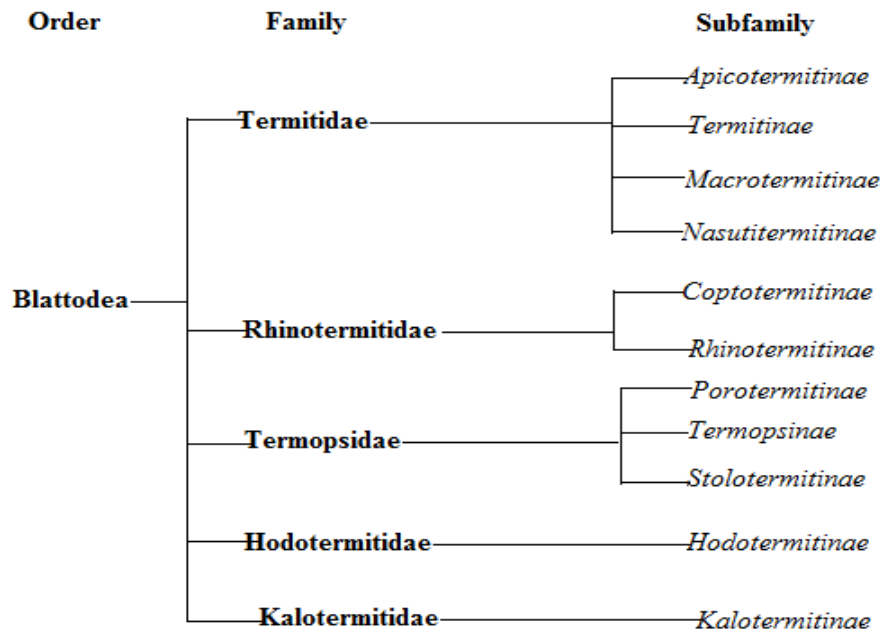 Order Family Subfamily
Apicotermitinae
Termitidae Termitinae
Macrotermitinae
Nasutitermitinae
Blattodea Coptotermitinae
Rhinotermitidae
Rhinotermitinae
Porotermitinae
Termopsidae Termopsinae
Stolotermitinae
Hodotermitidae Hodotermitinae
Kalotermitidae Kalotermitinae